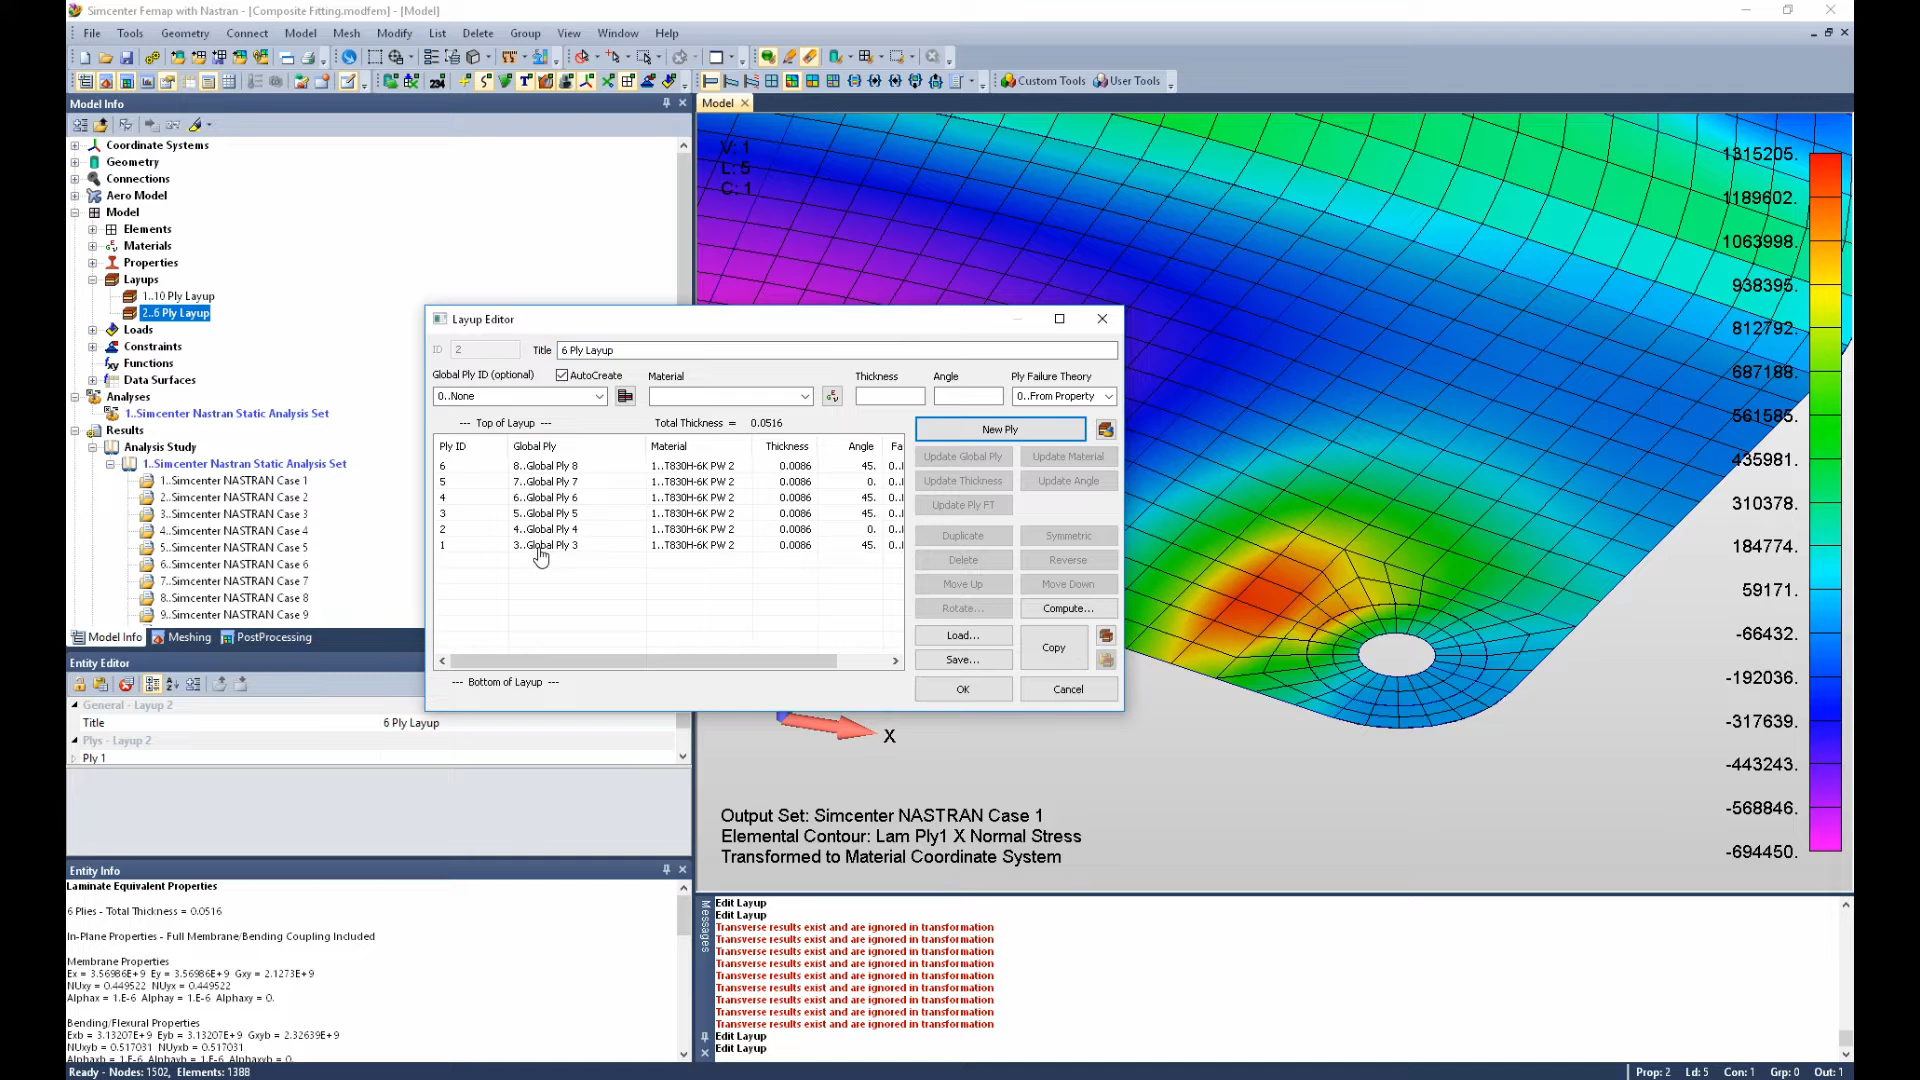 Simcenter Femap with Nastran - [Composite Fitting.modfem] - [Model]
File Tools Geometry Connect Model Mesh Modify List Delete Group View Window Help
Custom Tools User Tools
Model Info
Coordinate Systems
Geometry
Connections
Aero Model
Model
Elements
Materials
Properties
Layups
1..10 Ply Layup
2..6 Ply Layup
Loads
Constraints
Functions
Data Surfaces
Analyses
1..Simcenter Nastran Static Analysis Set
Results
Analysis Study
1..Simcenter Nastran Static Analysis Set
1..Simcenter NASTRAN Case 1
2..Simcenter NASTRAN Case 2
3..Simcenter NASTRAN Case 3
4..Simcenter NASTRAN Case 4
5..Simcenter NASTRAN Case 5
6..Simcenter NASTRAN Case 6
7..Simcenter NASTRAN Case 7
8..Simcenter NASTRAN Case 8
9..Simcenter NASTRAN Case 9
Model Info Meshing PostProcessing
Entity Editor
General - Layup 2
Title 6 Ply Layup
Plys - Layup 2
Ply 1
Entity Info
Laminate Equivalent Properties
6 Plies - Total Thickness = 0.0516
In-Plane Properties - Full Membrane/Bending Coupling Included
Membrane Properties
Ex = 3.56986E+9 Ey = 3.56986E+9 Gxy = 2.1273E+9
NUxy = 0.449522 NUyx = 0.449522
Alphax = 1.E-6 Alphay = 1.E-6 Alphaxy = 0.
Bending/Flexural Properties
Exb = 3.13207E+9 Eyb = 3.13207E+9 Gxyb = 2.32639E+9
NUxyb = 0.517031 NUyxb = 0.517031
Alphaxb = 1.E-6 Alphayb = 1.E-6 Alphaxyb = 0.
Ready - Nodes: 1502, Elements: 1388
Layup Editor
ID 2 Title 6 Ply Layup
Global Ply ID (optional) AutoCreate Material Thickness Angle Ply Failure Theory
0..None 0..From Property
--- Top of Layup --- Total Thickness = 0.0516
Ply ID Global Ply Material Thickness Angle Fa
6 8..Global Ply 8 1..T830H-6K PW 2 0.0086 45. 0..
5 7..Global Ply 7 1..T830H-6K PW 2 0.0086 0. 0..
4 6..Global Ply 6 1..T830H-6K PW 2 0.0086 45. 0..
3 5..Global Ply 5 1..T830H-6K PW 2 0.0086 45. 0..
2 4..Global Ply 4 1..T830H-6K PW 2 0.0086 0. 0..
1 3..Global Ply 3 1..T830H-6K PW 2 0.0086 45. 0..
--- Bottom of Layup ---
New Ply
Update Global Ply Update Material
Update Thickness Update Angle
Update Ply FT
Duplicate Symmetric
Delete Reverse
Move Up Move Down
Rotate... Compute...
Load... Copy
Save...
OK Cancel
Model
V: 1
L: 5
C: 1
X
1315205.
1189602.
1063998.
938395.
812792.
687188.
561585.
435981.
310378.
184774.
59171.
-66432.
-192036.
-317639.
-443243.
-568846.
-694450.
Output Set: Simcenter NASTRAN Case 1
Elemental Contour: Lam Ply1 X Normal Stress
Transformed to Material Coordinate System
Messages
Edit Layup
Edit Layup
Transverse results exist and are ignored in transformation
Transverse results exist and are ignored in transformation
Transverse results exist and are ignored in transformation
Transverse results exist and are ignored in transformation
Transverse results exist and are ignored in transformation
Transverse results exist and are ignored in transformation
Transverse results exist and are ignored in transformation
Transverse results exist and are ignored in transformation
Transverse results exist and are ignored in transformation
Edit Layup
Edit Layup
Prop: 2 Ld: 5 Con: 1 Grp: 0 Out: 1